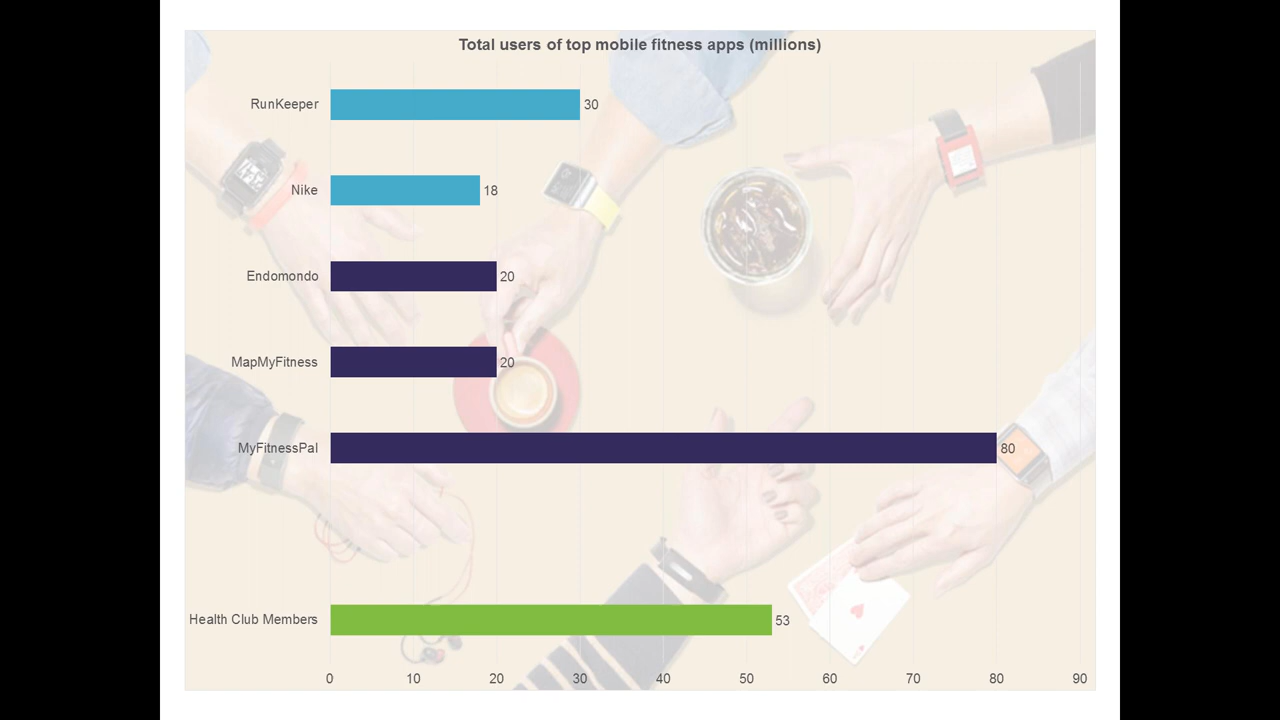 Total users of top mobile fitness apps (millions)
RunKeeper 30
Nike 18
Endomondo 20
MapMyFitness 20
MyFitnessPal 80
Health Club Members 53
0 10 20 30 40 50 60 70 80 90